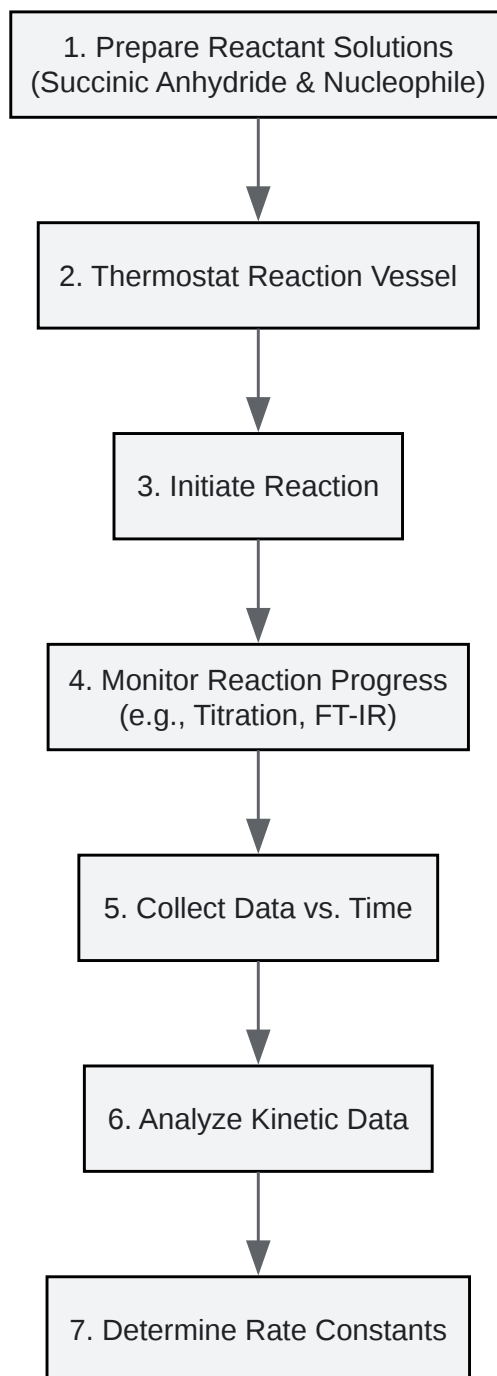 1. Prepare Reactant Solutions
(Succinic Anhydride & Nucleophile)
2. Thermostat Reaction Vessel
3. Initiate Reaction
4. Monitor Reaction Progress
(e.g., Titration, FT-IR)
5. Collect Data vs. Time
6. Analyze Kinetic Data
7. Determine Rate Constants